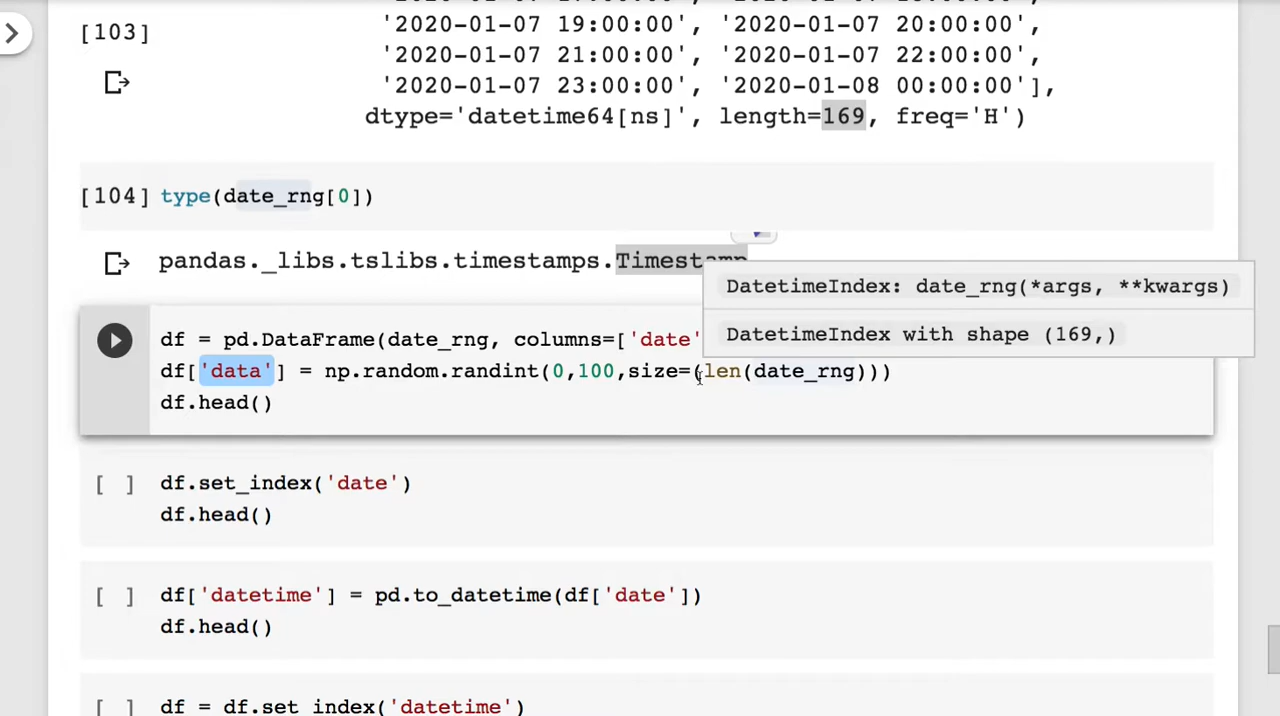 [103]
'2020-01-07 19:00:00', '2020-01-07 20:00:00',
'2020-01-07 21:00:00', '2020-01-07 22:00:00',
'2020-01-07 23:00:00', '2020-01-08 00:00:00'],
dtype='datetime64[ns]', length=169, freq='H')
[104] type(date_rng[0])
pandas._libs.tslibs.timestamps.Timestamp
DatetimeIndex: date_rng(*args, **kwargs)
DatetimeIndex with shape (169,)
df = pd.DataFrame(date_rng, columns=['date'
df['data'] = np.random.randint(0,100,size=(len(date_rng)))
df.head()
[ ] df.set_index('date')
df.head()
[ ] df['datetime'] = pd.to_datetime(df['date'])
df.head()
[ ] df = df.set_index('datetime')